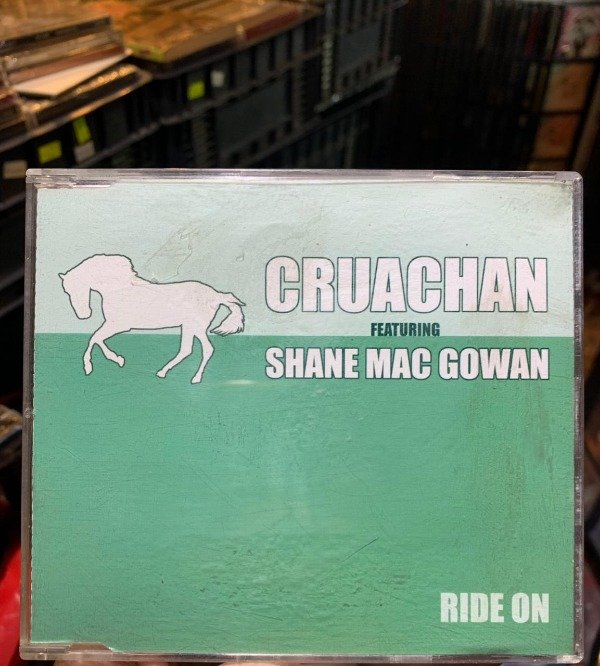 CRUACHAN
FEATURING
SHANE MAC GOWAN
RIDE ON